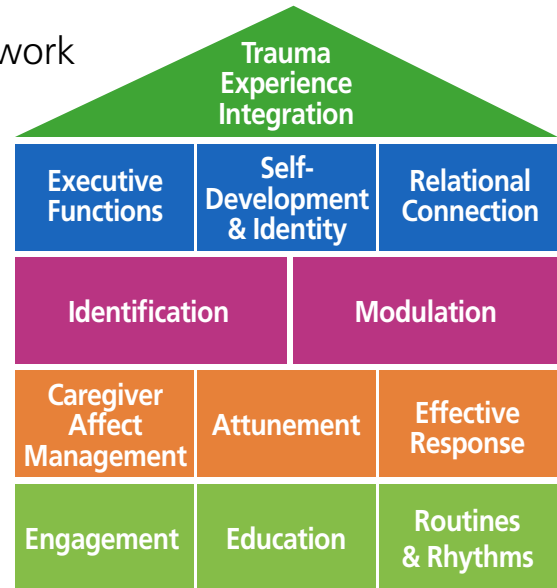 work
Trauma
Experience
Integration
Executive
Functions
Self-
Development
& Identity
Relational
Connection
Identification
Modulation
Caregiver
Affect
Management
Attunement
Effective
Response
Engagement
Education
Routines
& Rhythms